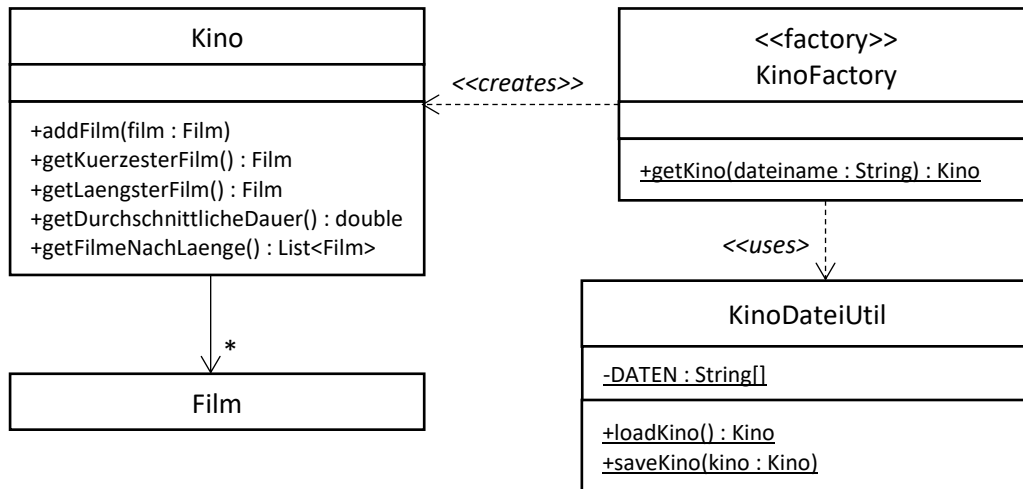 Kino
+addFilm(film : Film)
+getKuerzesterFilm() : Film
+getLaengsterFilm() : Film
+getDurchschnittlicheDauer() : double
+getFilmeNachLaenge() : List<Film>
<<creates>>
<<factory>>
KinoFactory
+getKino(dateiname : String) : Kino
<<uses>>
*
Film
KinoDateiUtil
-DATEN : String[]
+loadKino() : Kino
+saveKino(kino : Kino)